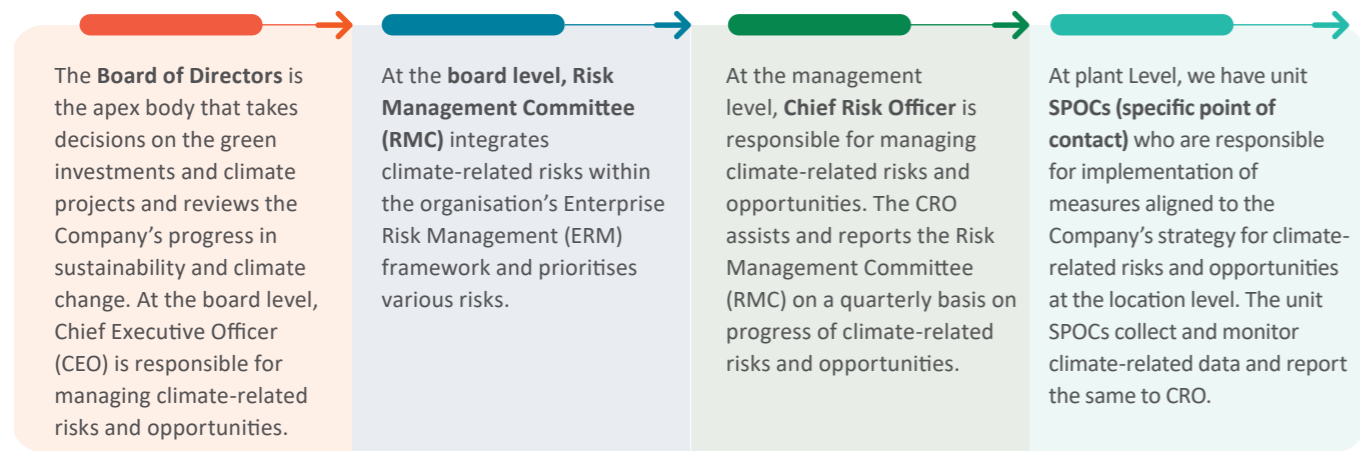 The Board of Directors is
the apex body that takes
decisions on the green
investments and climate
projects and reviews the
Company’s progress in
sustainability and climate
change. At the board level,
Chief Executive Officer
(CEO) is responsible for
managing climate-related
risks and opportunities.
At the board level, Risk
Management Committee
(RMC) integrates
climate-related risks within
the organisation’s Enterprise
Risk Management (ERM)
framework and prioritises
various risks.
At the management
level, Chief Risk Officer is
responsible for managing
climate-related risks and
opportunities. The CRO
assists and reports the Risk
Management Committee
(RMC) on a quarterly basis on
progress of climate-related
risks and opportunities.
At plant Level, we have unit
SPOCs (specific point of
contact) who are responsible
for implementation of
measures aligned to the
Company’s strategy for climate-
related risks and opportunities
at the location level. The unit
SPOCs collect and monitor
climate-related data and report
the same to CRO.